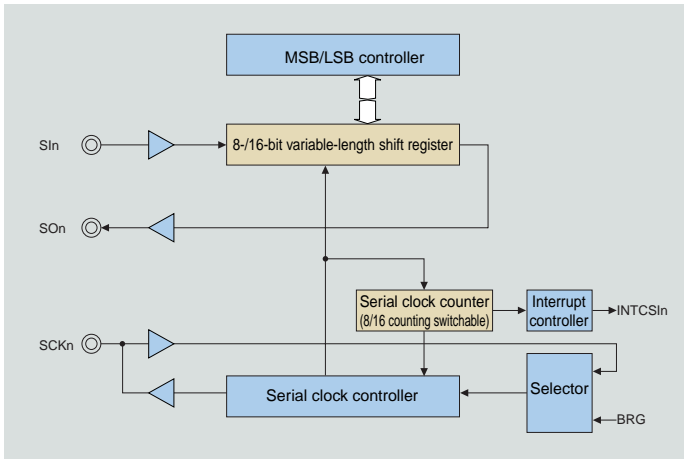 MSB/LSB controller
SIn
8-/16-bit variable-length shift register
SOn
Serial clock counter
(8/16 counting switchable)
Interrupt
controller
INTCSIn
SCKn
Serial clock controller
Selector
BRG